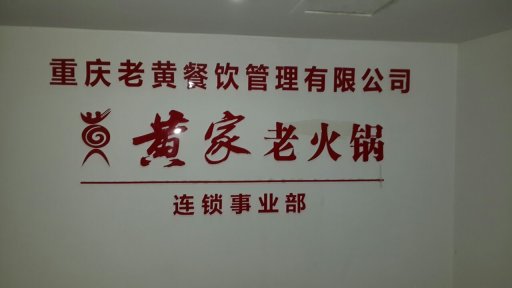 重庆老黄餐饮管理有限公司
黄家老火锅
连锁事业部